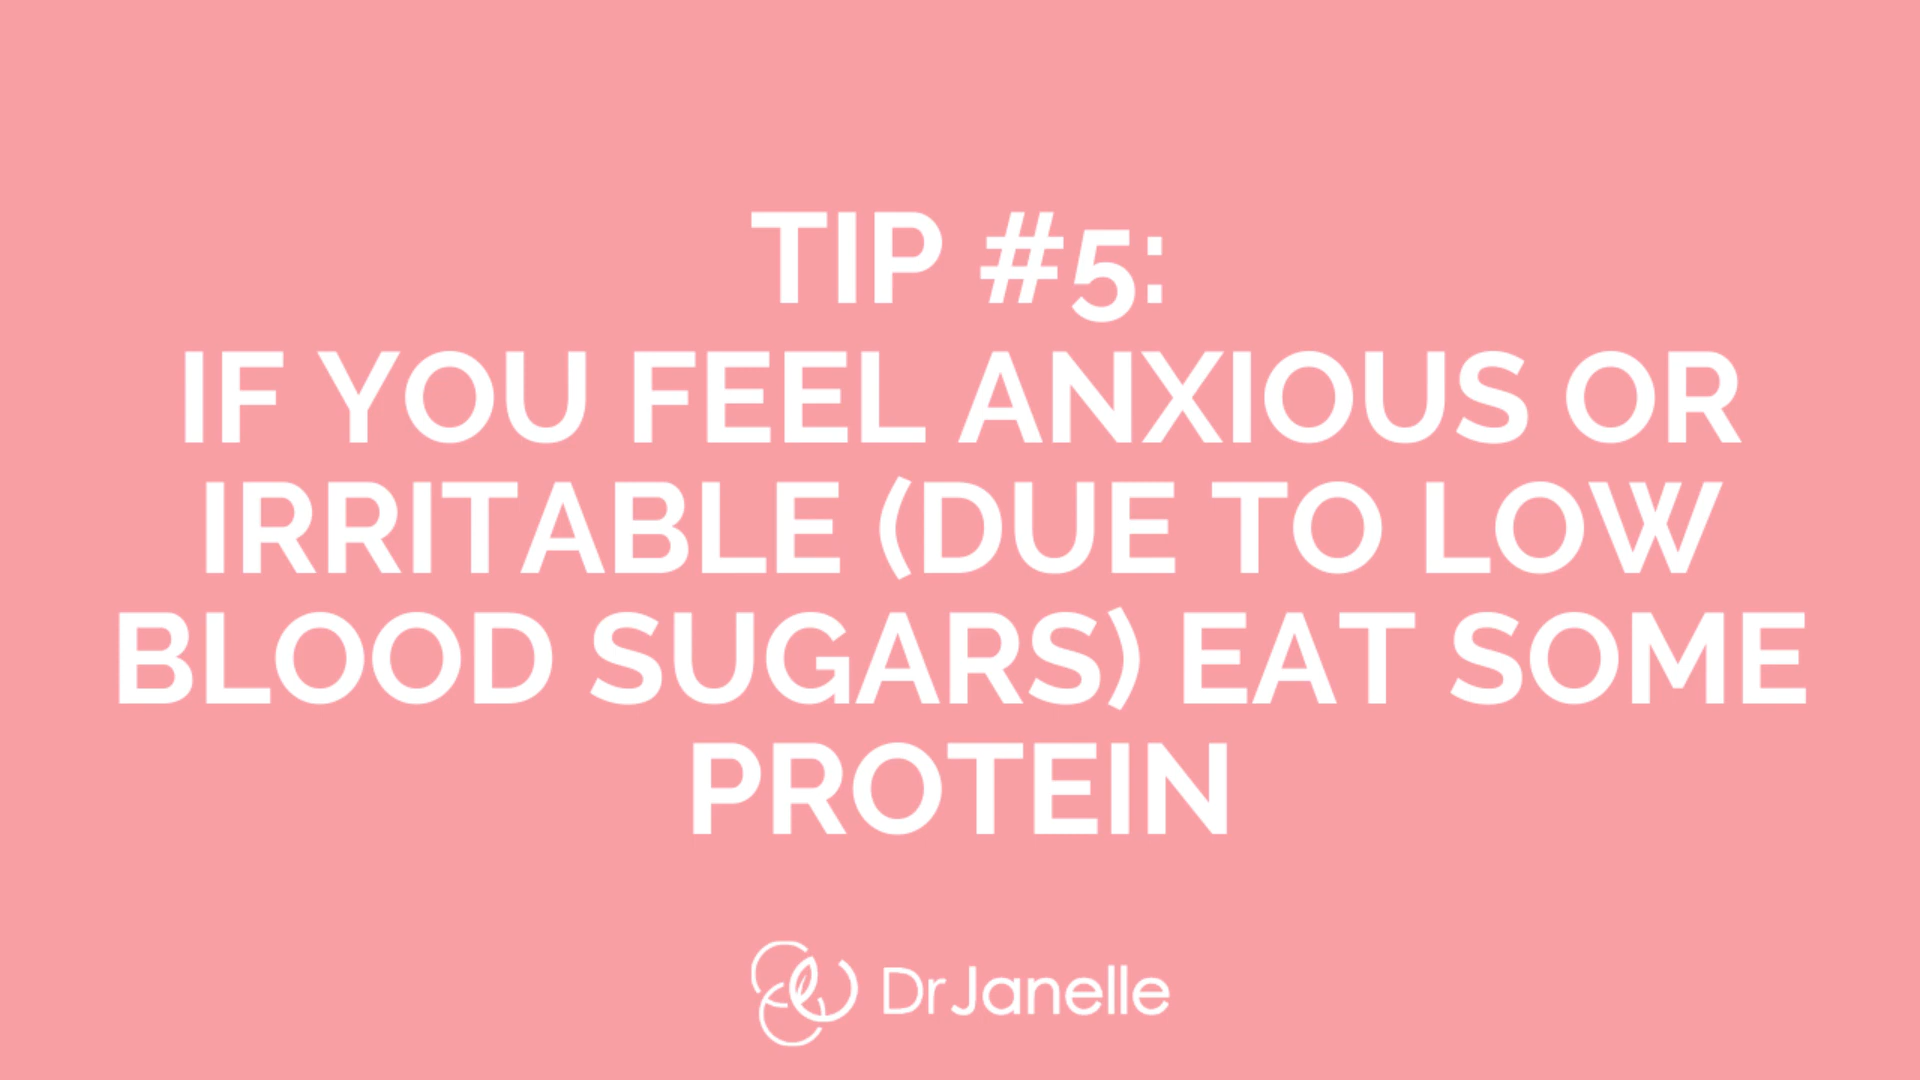 TIP #5:
IF YOU FEEL ANXIOUS OR
IRRITABLE (DUE TO LOW
BLOOD SUGARS) EAT SOME
PROTEIN
Dr Janelle